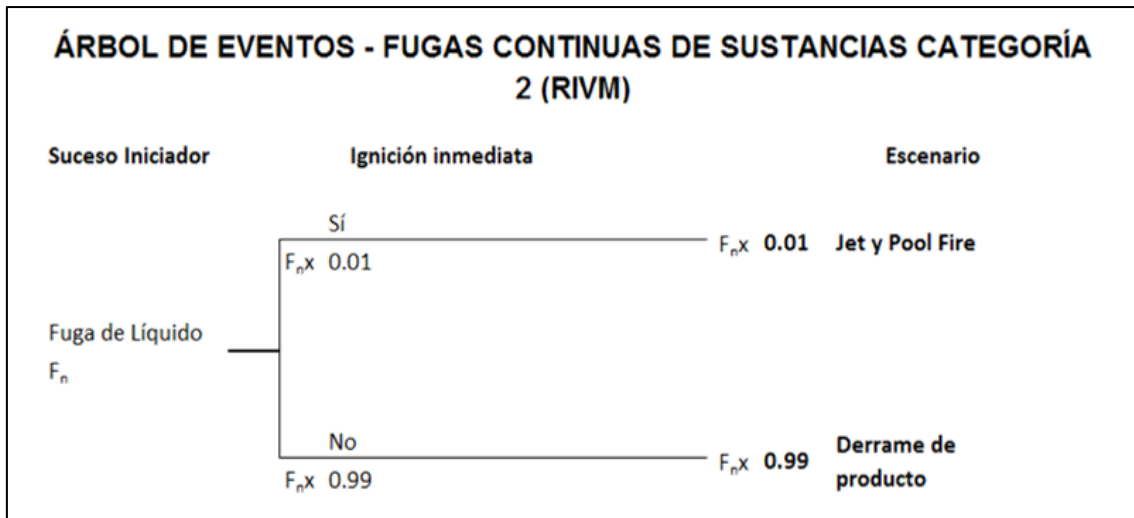 ÁRBOL DE EVENTOS - FUGAS CONTINUAS DE SUSTANCIAS CATEGORÍA
2 (RIVM)
Suceso Iniciador Ignición inmediata Escenario
Sí
Fₙx 0.01 Jet y Pool Fire
Fₙx 0.01
Fuga de Líquido
Fₙ
No
Fₙx 0.99 Derrame de
producto
Fₙx 0.99